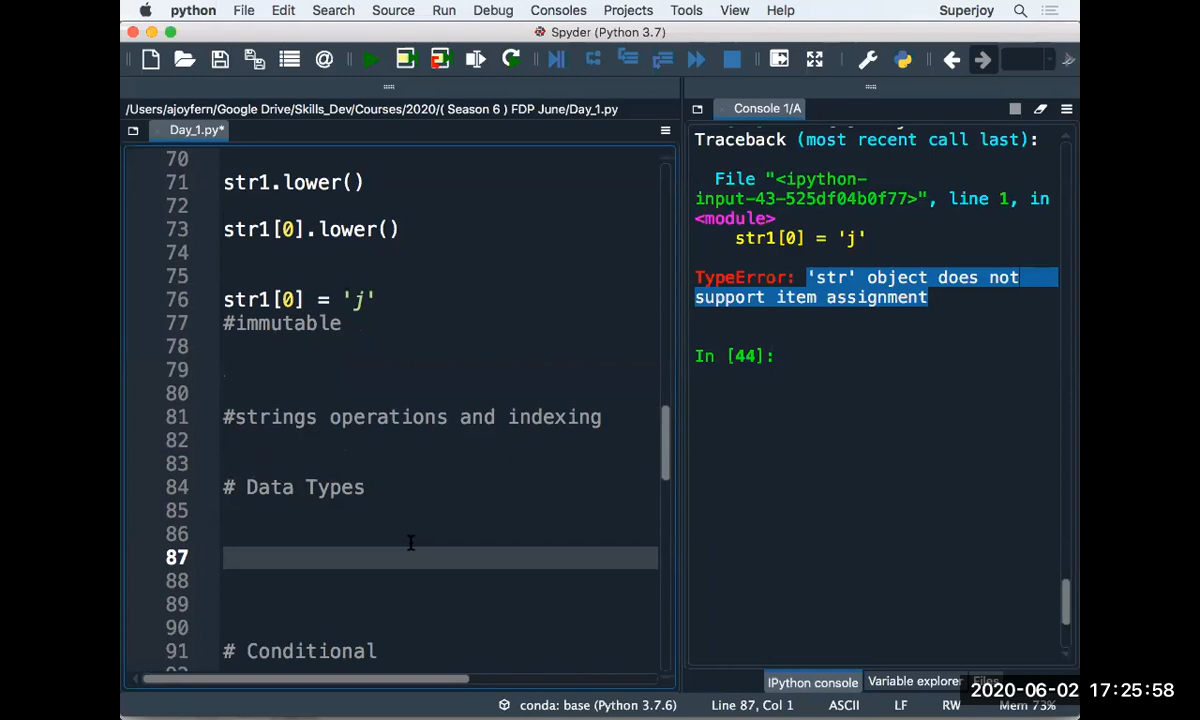 python File Edit Search Source Run Debug Consoles Projects Tools View Help Superjoy
Spyder (Python 3.7)
/Users/ajoyfern/Google Drive/Skills_Dev/Courses/2020/( Season 6 ) FDP June/Day_1.py
Console 1/A
Day_1.py*
70
71 str1.lower()
72
73 str1[0].lower()
74
75
76 str1[0] = 'j'
77 #immutable
78
79
80
81 #strings operations and indexing
82
83
84 # Data Types
85
86
87
88
89
90
91 # Conditional
Traceback (most recent call last):
File "<ipython-
input-43-525df04b0f77>", line 1, in
<module>
str1[0] = 'j'
TypeError: 'str' object does not
support item assignment
In [44]:
IPython console Variable explorer Files
conda: base (Python 3.7.6) Line 87, Col 1 ASCII LF RW Mem 73%
2020-06-02 17:25:58